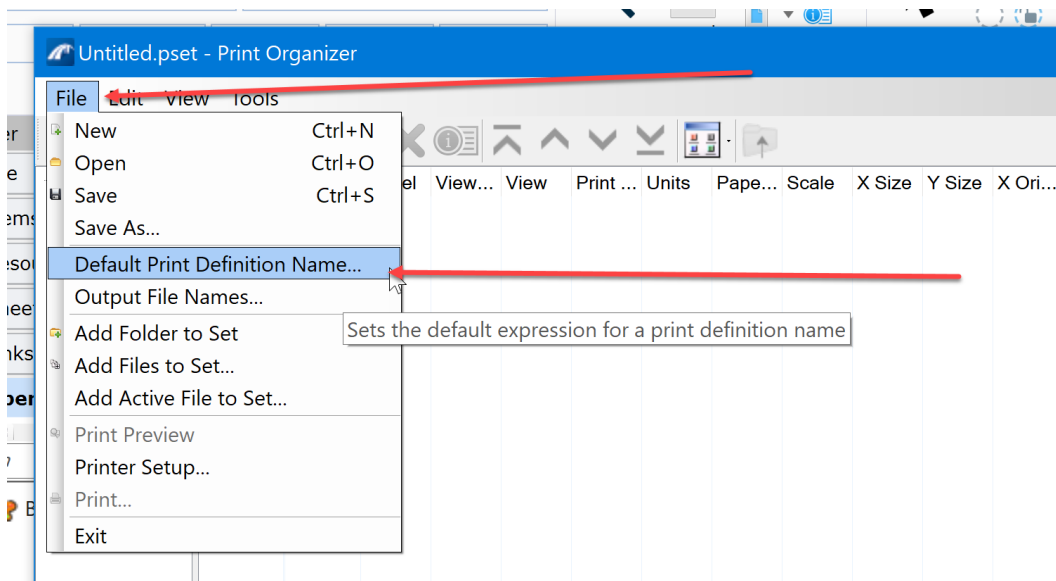 Untitled.pset - Print Organizer
File Edit View Tools
New Ctrl+N
Open Ctrl+O
Save Ctrl+S
Save As...
Default Print Definition Name...
Output File Names...
Add Folder to Set
Add Files to Set...
Add Active File to Set...
Print Preview
Printer Setup...
Print...
Exit
View... View Print ... Units Pape... Scale X Size Y Size X Ori...
Sets the default expression for a print definition name